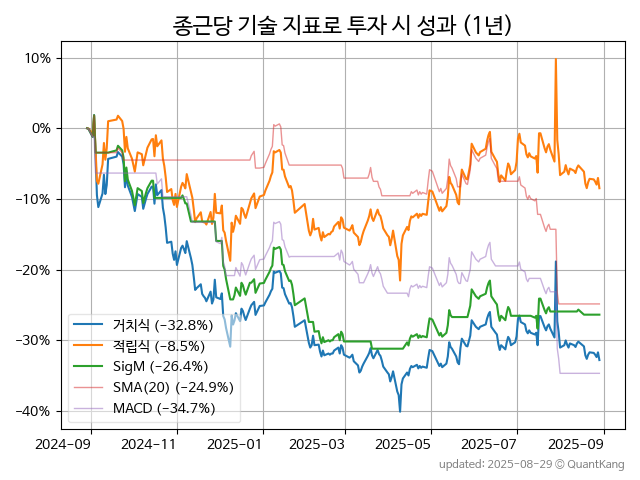 종근당 기술 지표로 투자 시 성과 (1년)
10%
0%
−10%
−20%
−30%
−40%
거치식 (−32.8%)
적립식 (−8.5%)
SigM (−26.4%)
SMA(20) (−24.9%)
MACD (−34.7%)
2024-09 2024-11 2025-01 2025-03 2025-05 2025-07 2025-09
updated: 2025-08-29 © QuantKang